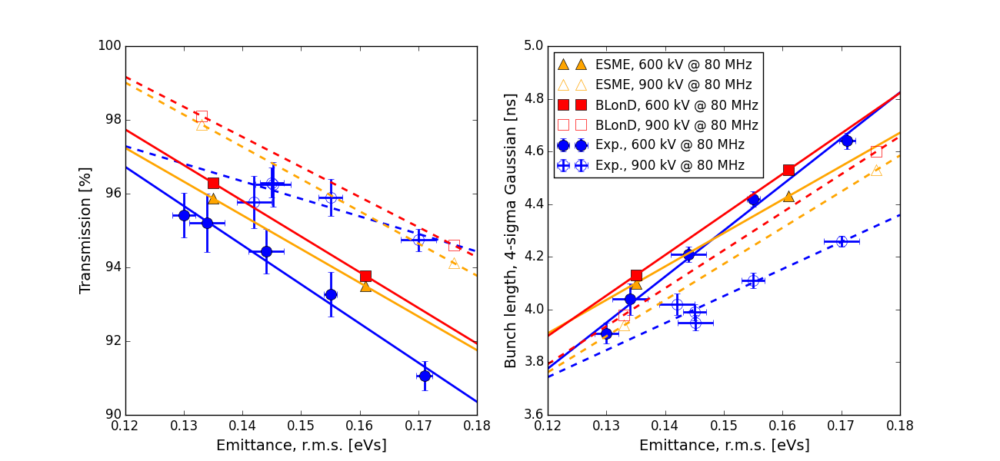 100
98
96
94
92
90
0.12 0.13 0.14 0.15 0.16 0.17 0.18
Emittance, r.m.s. [eVs]
Transmission [%]
5.0
4.8
4.6
4.4
4.2
4.0
3.8
3.6
0.12 0.13 0.14 0.15 0.16 0.17 0.18
Emittance, r.m.s. [eVs]
Bunch length, 4-sigma Gaussian [ns]
ESME, 600 kV @ 80 MHz
ESME, 900 kV @ 80 MHz
BLonD, 600 kV @ 80 MHz
BLonD, 900 kV @ 80 MHz
Exp., 600 kV @ 80 MHz
Exp., 900 kV @ 80 MHz